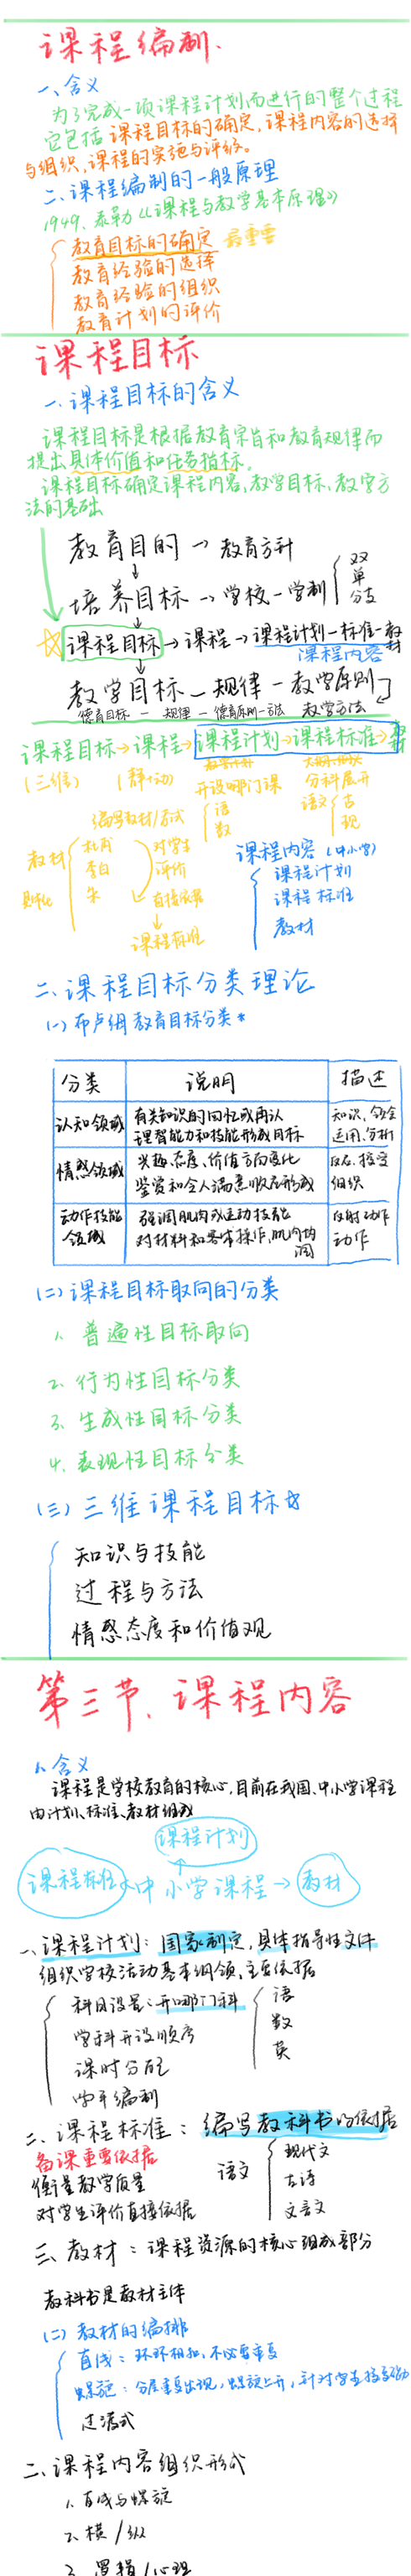 课程编制.
一、含义
为了完成一项课程计划而进行的整个过程
它包括课程目标的确定,课程内容的选择
与组织,课程的实施与评价。
二、课程编制的一般原理
1949.泰勒《课程与教学基本原理》
教育目标的确定 最重要
教育经验的选择
教育经验的组织
教育计划的评价
课程目标
一、课程目标的含义
课程目标是根据教育宗旨和教育规律而
提出具体价值和任务指标。
课程目标确定课程内容,教学目标、教学方
法的基础
教育目的→教育方针
培养目标→学校-学制 双 单 分支
课程目标→课程→课程计划-标准-教材
课程内容
教学目标-规律-教学原则
德育目标-规律-德育原则-方法 教学方法
课程目标→课程→课程计划→课程标准→教材
(三维)
开设哪门课 分科展开
语 数 语文 古 现
编写教材/考试
教材 杜甫 李白 朱 对学生 评价 直接依据
课程标准
课程内容(中小学)
课程计划
课程标准
教材
二、课程目标分类理论
(一)布卢姆教育目标分类*
分类 说明 描述
认知领域 有关知识的回忆或再认 理智能力和技能形成目标 知识、领会 运用、分析
情感领域 兴趣、态度、价值方面变化 鉴赏和令人满意顺应形成 反应、接受 组织
动作技能领域 强调肌肉或运动技能 对材料和客体操作,肌肉协调 反射动作 动作
(二)课程目标取向的分类
1、普遍性目标取向
2、行为性目标分类
3、生成性目标分类
4、表现性目标分类
(三)三维课程目标☆
知识与技能
过程与方法
情感态度和价值观
第三节、课程内容
1、含义
课程是学校教育的核心,目前在我国、中小学课程
由计划、标准、教材组成
课程计划
课程标准←中小学课程→教材
一、课程计划:国家制定,具体指导性文件
组织学校活动基本纲领、主要依据
科目设置:开哪门科 语 数 英
学科开设顺序
课时分配
学年编制
二、课程标准:编写教科书的依据
备课重要依据
衡量教学质量
对学生评价直接依据
语文 现代文 古诗 文言文
三、教材:课程资源的核心组成部分
教科书是教材主体
(二)教材的编排
直线:环环相扣,不必要重复
螺旋:分层重复出现,螺旋上升,针对学生接受能力
过渡式
二、课程内容组织形式
1、直线与螺旋
2、横/纵
3、逻辑/心理